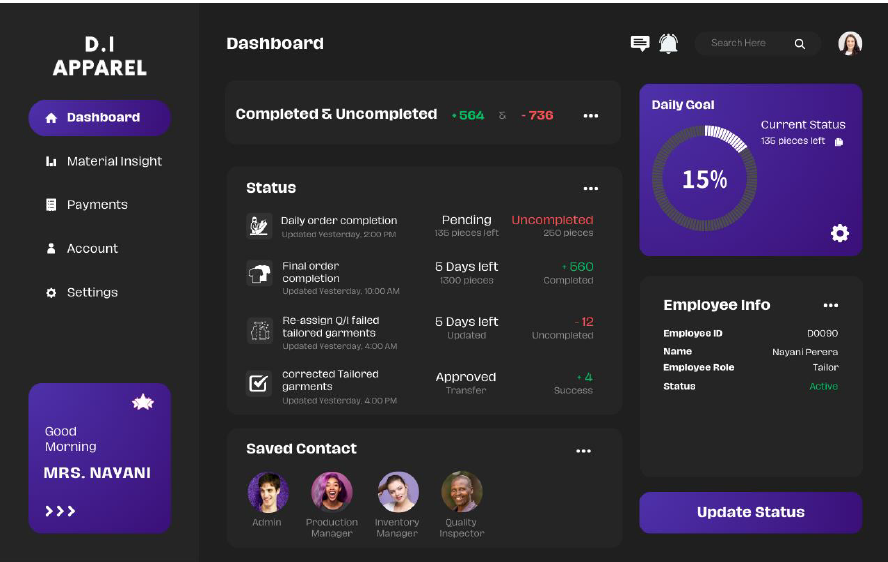 D.I
APPAREL
Dashboard
Material Insight
Payments
Account
Settings
Good
Morning
MRS. NAYANI
>>>
Dashboard
Search Here
Completed & Uncompleted +564 & -736
Status
Daily order completion
Updated Yesterday, 2:00 PM
Pending
135 pieces left
Uncompleted
250 pieces
Final order
completion
Updated Yesterday, 10:00 AM
5 Days left
1300 pieces
+560
Completed
Re-assign Q/I failed
tailored garments
Updated Yesterday, 4:00 AM
5 Days left
Updated
-12
Uncompleted
corrected Tailored
garments
Updated Yesterday, 4:00 PM
Approved
Transfer
+4
Success
Saved Contact
Admin
Production
Manager
Inventory
Manager
Quality
Inspector
Daily Goal
Current Status
135 pieces left
15%
Employee Info
Employee ID D0090
Name Nayani Perera
Employee Role Tailor
Status Active
Update Status